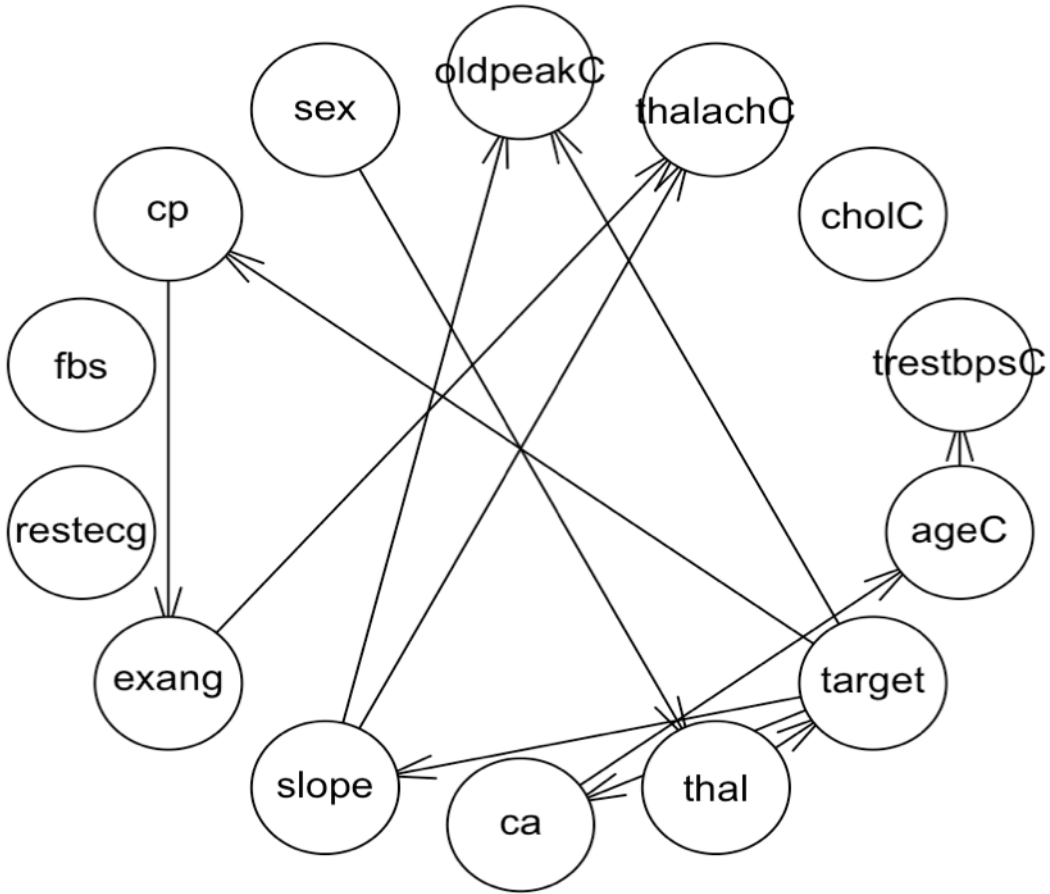 oldpeakC
sex
thalachC
cp
cholC
fbs
trestbpsC
restecg
ageC
exang
target
slope
thal
ca